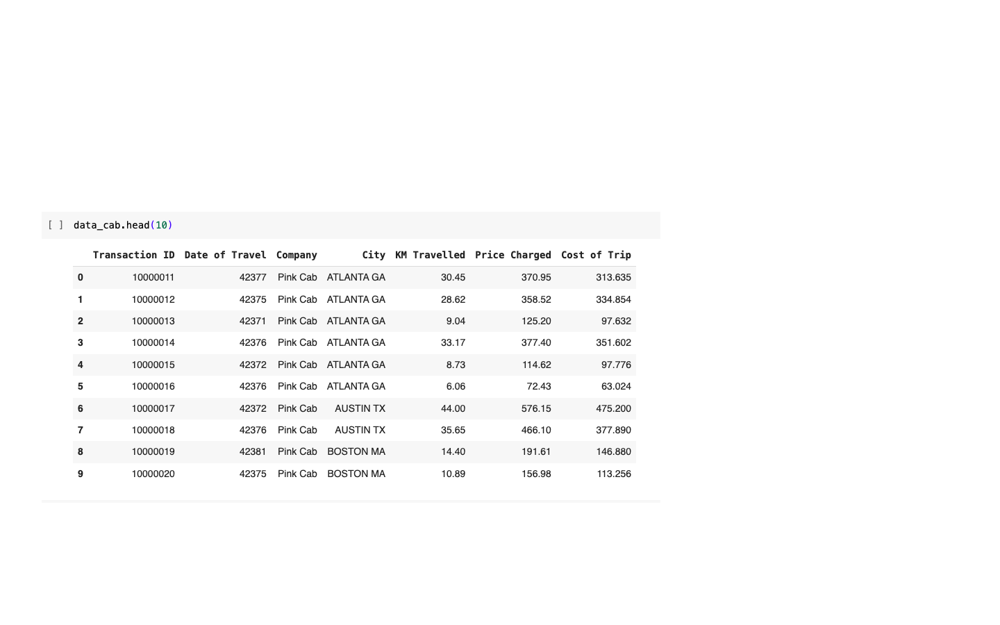 [ ] data_cab.head(10)
Transaction ID Date of Travel Company City KM Travelled Price Charged Cost of Trip
0 10000011 42377 Pink Cab ATLANTA GA 30.45 370.95 313.635
1 10000012 42375 Pink Cab ATLANTA GA 28.62 358.52 334.854
2 10000013 42371 Pink Cab ATLANTA GA 9.04 125.20 97.632
3 10000014 42376 Pink Cab ATLANTA GA 33.17 377.40 351.602
4 10000015 42372 Pink Cab ATLANTA GA 8.73 114.62 97.776
5 10000016 42376 Pink Cab ATLANTA GA 6.06 72.43 63.024
6 10000017 42372 Pink Cab AUSTIN TX 44.00 576.15 475.200
7 10000018 42376 Pink Cab AUSTIN TX 35.65 466.10 377.890
8 10000019 42381 Pink Cab BOSTON MA 14.40 191.61 146.880
9 10000020 42375 Pink Cab BOSTON MA 10.89 156.98 113.256